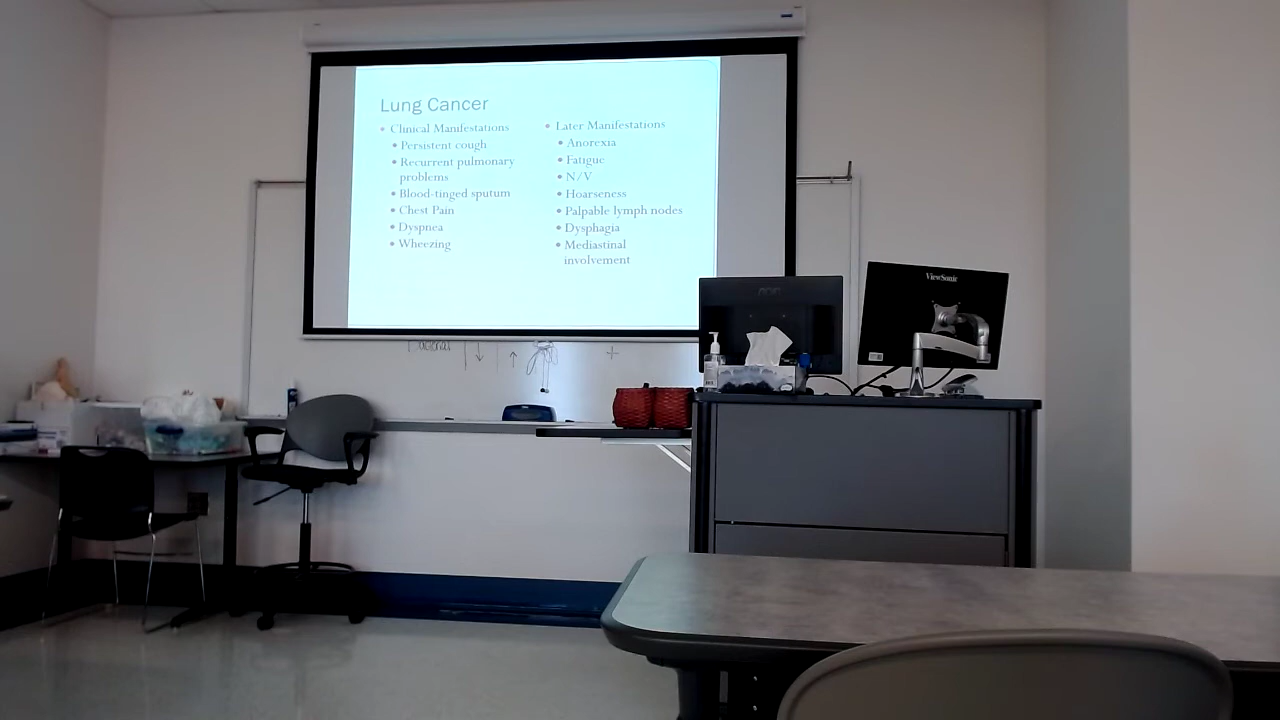 Lung Cancer
• Clinical Manifestations
• Persistent cough
• Recurrent pulmonary
problems
• Blood-tinged sputum
• Chest Pain
• Dyspnea
• Wheezing
• Later Manifestations
• Anorexia
• Fatigue
• N/V
• Hoarseness
• Palpable lymph nodes
• Dysphagia
• Mediastinal
involvement
ViewSonic